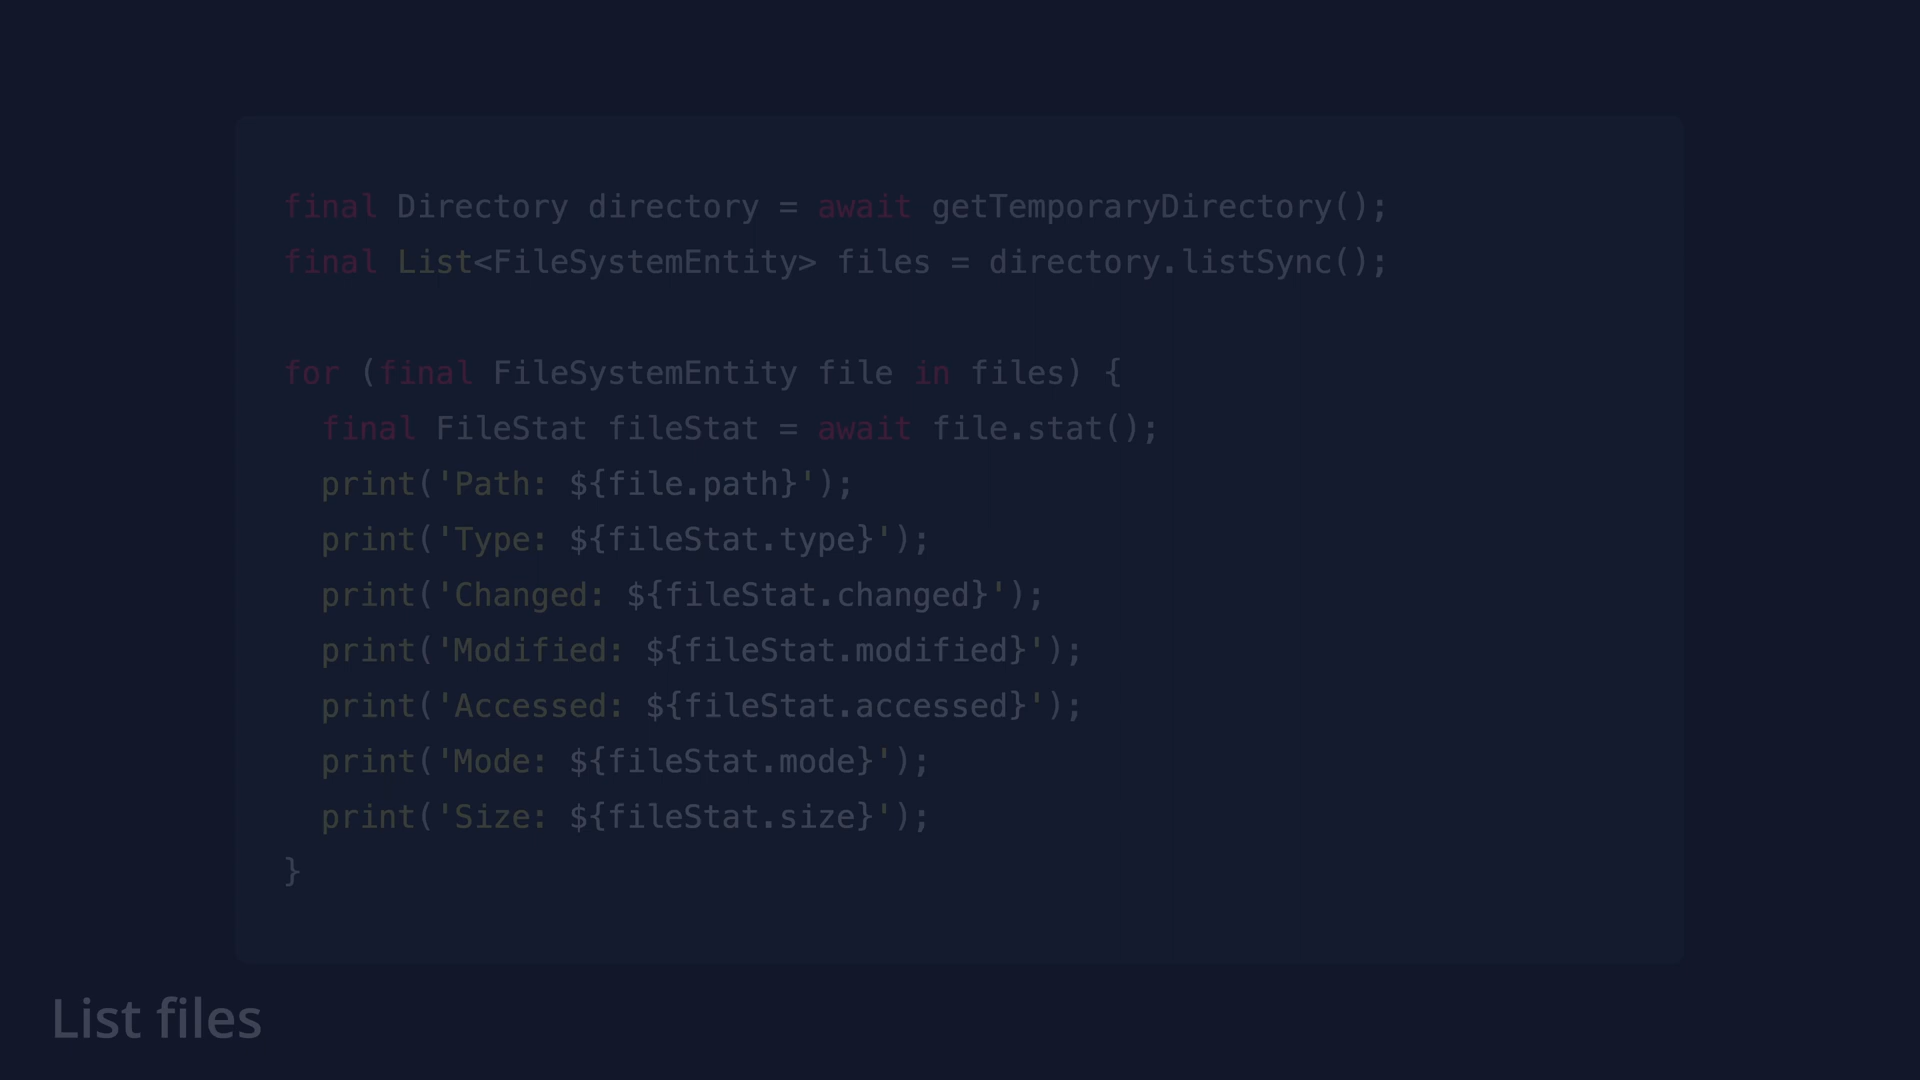 final Directory directory = await getTemporaryDirectory();
final List<FileSystemEntity> files = directory.listSync();

for (final FileSystemEntity file in files) {
  final FileStat fileStat = await file.stat();
  print('Path: ${file.path}');
  print('Type: ${fileStat.type}');
  print('Changed: ${fileStat.changed}');
  print('Modified: ${fileStat.modified}');
  print('Accessed: ${fileStat.accessed}');
  print('Mode: ${fileStat.mode}');
  print('Size: ${fileStat.size}');
}
List files